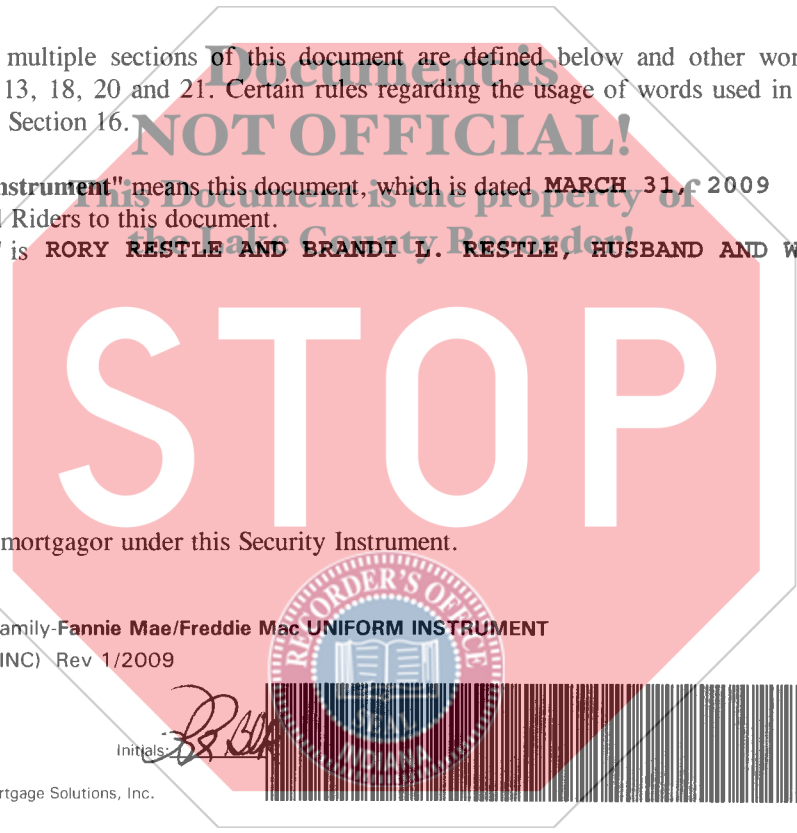 multiple sections of this document are defined below and other wor
Document is
13, 18, 20 and 21. Certain rules regarding the usage of words used in
Section 16.
NOT OFFICIAL!
nstrument" means this document, which is dated MARCH 31, 2009
This Document is the property of
l Riders to this document.
the Lake County Recorder!
" is RORY RESTLE AND BRANDI L. RESTLE, HUSBAND AND W
STOP
mortgagor under this Security Instrument.
RECORDER'S OFFICE
amily-Fannie Mae/Freddie Mac UNIFORM INSTRUMENT
INC) Rev 1/2009
SEAL
Initials:
INDIANA
rtgage Solutions, Inc.